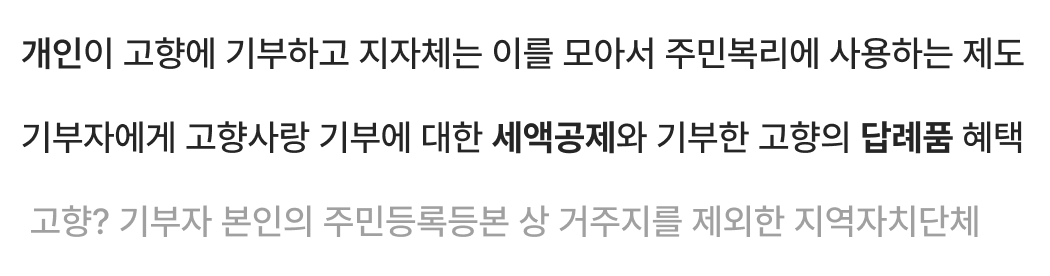 개인이 고향에 기부하고 지자체는 이를 모아서 주민복리에 사용하는 제도
기부자에게 고향사랑 기부에 대한 세액공제와 기부한 고향의 답례품 혜택
고향? 기부자 본인의 주민등록등본 상 거주지를 제외한 지역자치단체